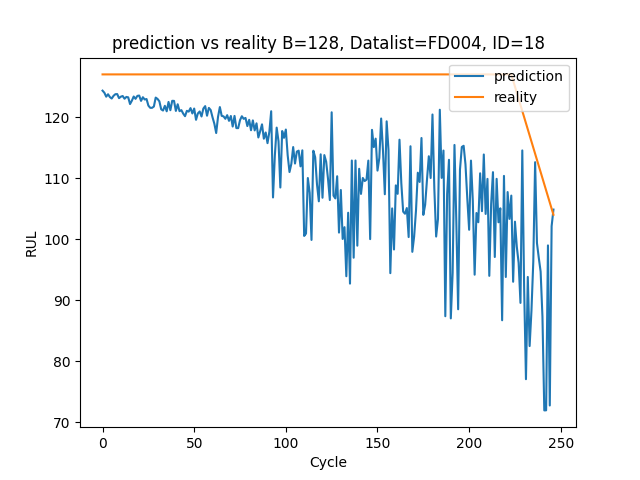 prediction vs reality B=128, Datalist=FD004, ID=18
prediction
reality
RUL
120
110
100
90
80
70
0
50
100
150
200
250
Cycle